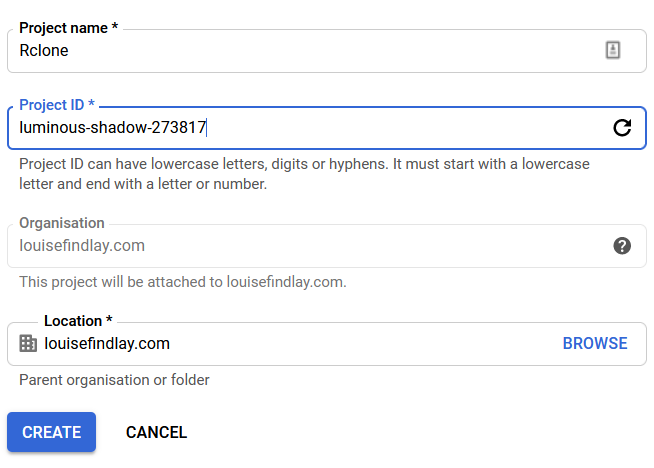 Project name *
Rclone
Project ID *
luminous-shadow-273817
Project ID can have lowercase letters, digits or hyphens. It must start with a lowercase
letter and end with a letter or number.
Organisation
louisefindlay.com
This project will be attached to louisefindlay.com.
Location *
louisefindlay.com BROWSE
Parent organisation or folder
CREATE CANCEL